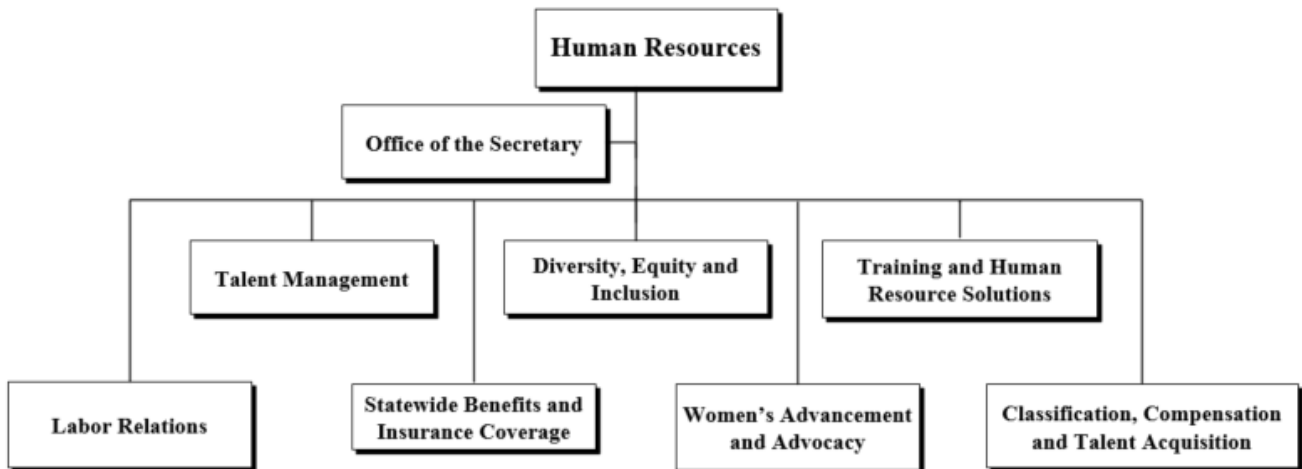 Human Resources
Office of the Secretary
Talent Management
Diversity, Equity and
Inclusion
Training and Human
Resource Solutions
Labor Relations
Statewide Benefits and
Insurance Coverage
Women’s Advancement
and Advocacy
Classification, Compensation
and Talent Acquisition